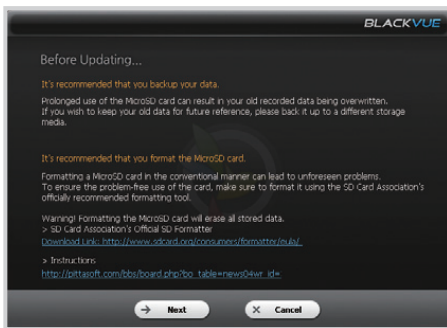 BLACKVUE
Before Updating...
It's recommended that you backup your data.
Prolonged use of the MicroSD card can result in your old recorded data being overwritten.
If you wish to keep your old data for future reference, please back it up to a different storage
media.
It's recommended that you format the MicroSD card.
Formatting a MicroSD card in the conventional manner can lead to unforeseen problems.
To ensure the problem-free use of the card, make sure to format it using the SD Card Association's
officially recommended formatting tool.
Warning! Formatting the MicroSD card will erase all stored data.
> SD Card Association's Official SD Formatter
Download Link: http://www.sdcard.org/consumers/formatter/eula/
> Instructions
http://pittasoft.com/bbs/board.php?bo_table=news04wr_id=
Next
Cancel